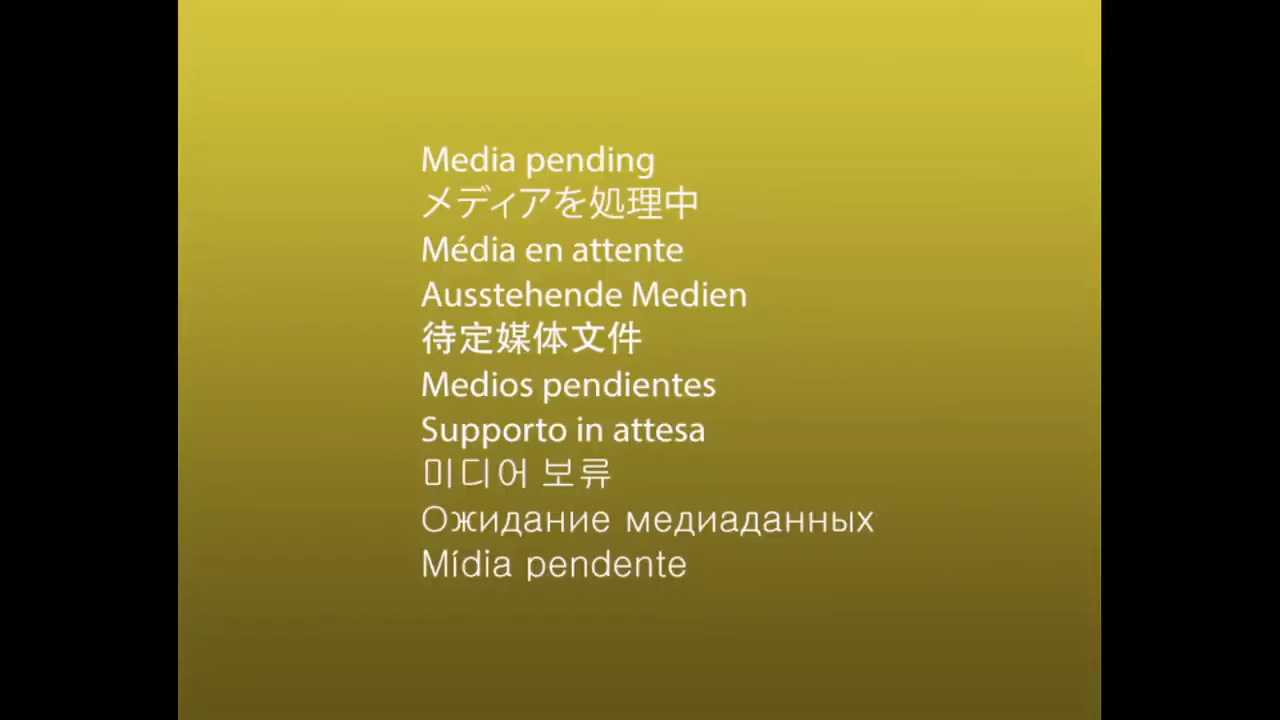 Media pending
メディアを処理中
Média en attente
Ausstehende Medien
待定媒体文件
Medios pendientes
Supporto in attesa
미디어 보류
Ожидание медиаданных
Mídia pendente